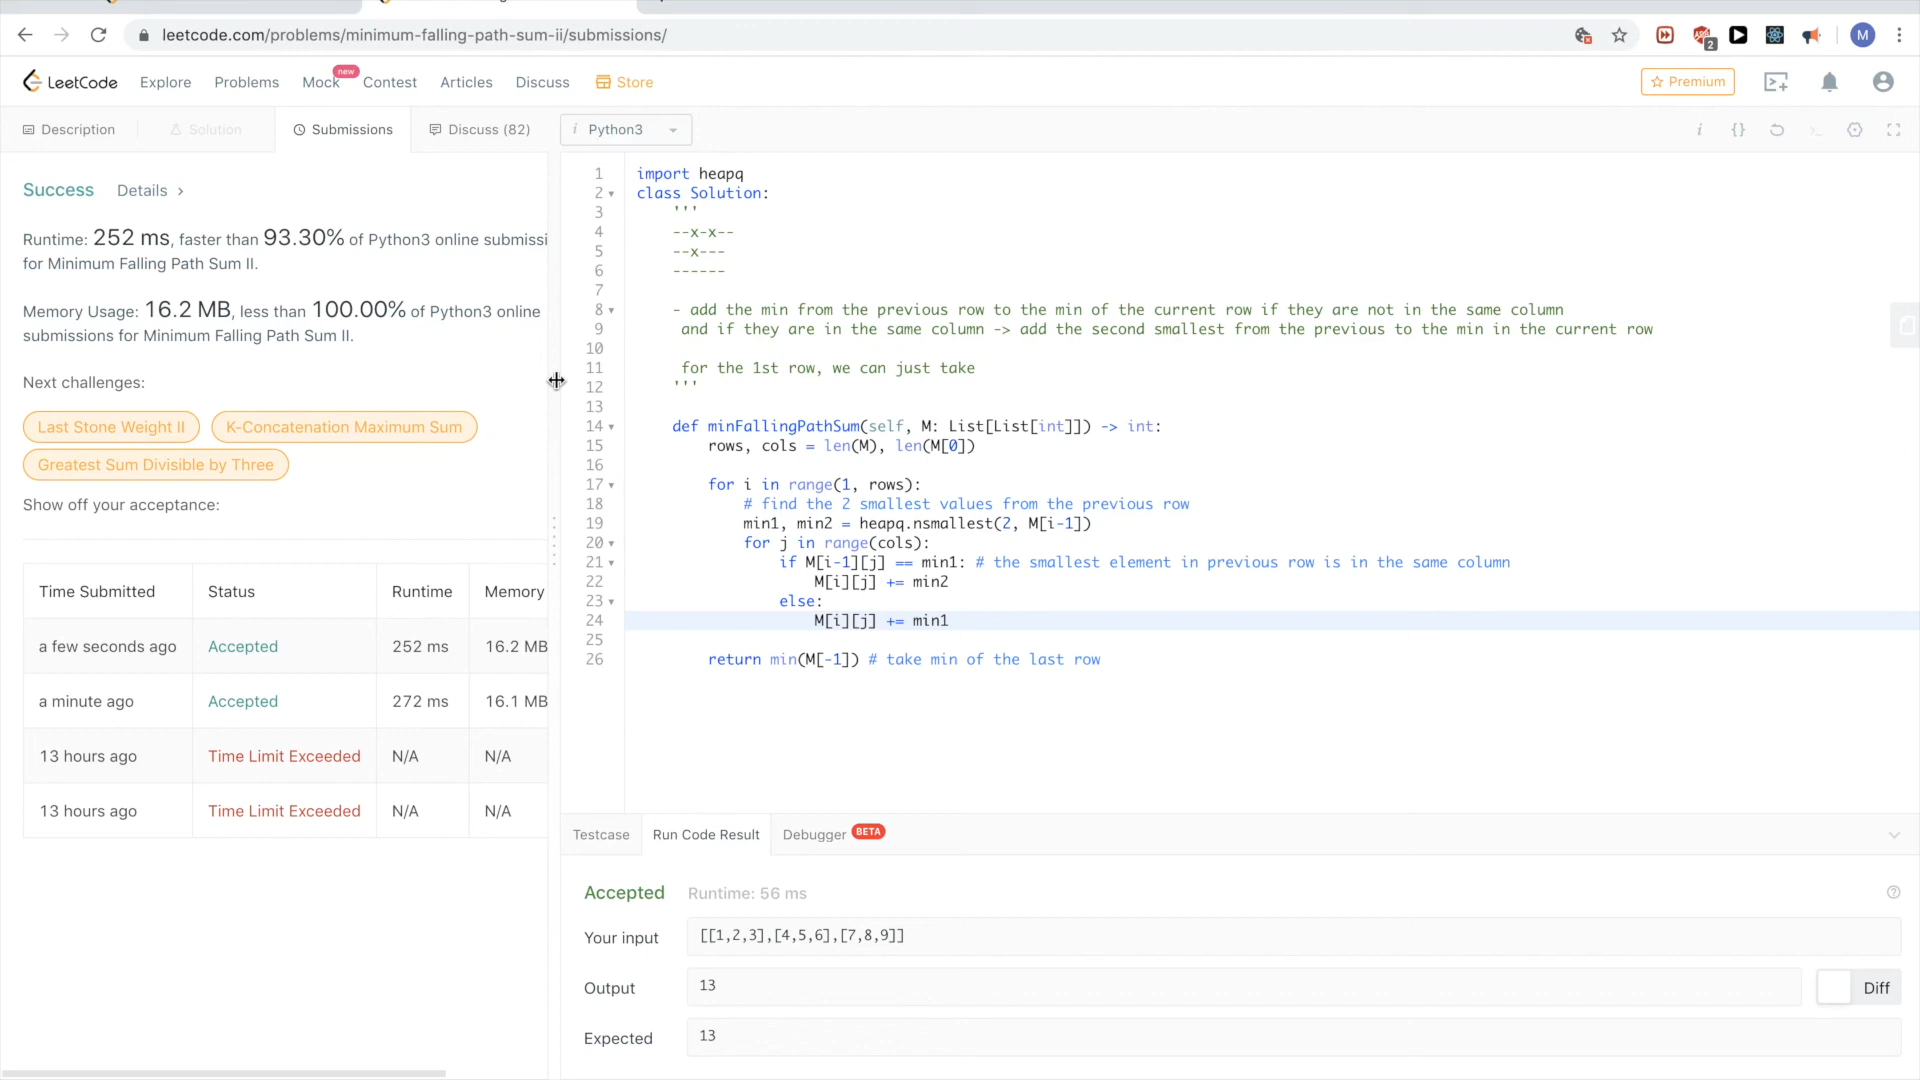 leetcode.com/problems/minimum-falling-path-sum-ii/submissions/
2
M
LeetCode
Explore
Problems
Mock
new
Contest
Articles
Discuss
Store
Premium
Description
Solution
Submissions
Discuss (82)
i Python3
i {}
Success Details >
Runtime: 252 ms, faster than 93.30% of Python3 online submissi
for Minimum Falling Path Sum II.
Memory Usage: 16.2 MB, less than 100.00% of Python3 online
submissions for Minimum Falling Path Sum II.
Next challenges:
Last Stone Weight II
K-Concatenation Maximum Sum
Greatest Sum Divisible by Three
Show off your acceptance:
Time Submitted Status Runtime Memory
a few seconds ago Accepted 252 ms 16.2 MB
a minute ago Accepted 272 ms 16.1 MB
13 hours ago Time Limit Exceeded N/A N/A
13 hours ago Time Limit Exceeded N/A N/A
1 import heapq
2 class Solution:
3 '''
4 --x-x--
5 --x---
6 ------
7
8 - add the min from the previous row to the min of the current row if they are not in the same column
9 and if they are in the same column -> add the second smallest from the previous to the min in the current row
10
11 for the 1st row, we can just take
12 '''
13
14 def minFallingPathSum(self, M: List[List[int]]) -> int:
15 rows, cols = len(M), len(M[0])
16
17 for i in range(1, rows):
18 # find the 2 smallest values from the previous row
19 min1, min2 = heapq.nsmallest(2, M[i-1])
20 for j in range(cols):
21 if M[i-1][j] == min1: # the smallest element in previous row is in the same column
22 M[i][j] += min2
23 else:
24 M[i][j] += min1
25
26 return min(M[-1]) # take min of the last row
Testcase
Run Code Result
Debugger BETA
Accepted Runtime: 56 ms
Your input [[1,2,3],[4,5,6],[7,8,9]]
Output 13
Diff
Expected 13